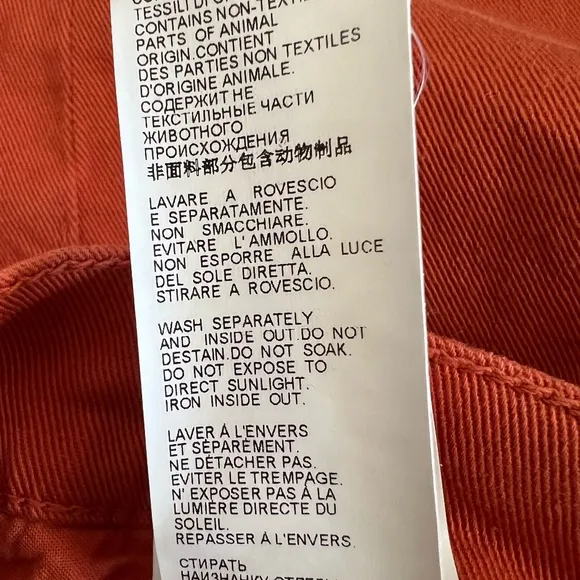 TESSILI DI
CONTAINS NON-TEXTIL
PARTS OF ANIMAL
ORIGIN.CONTIENT
DES PARTIES NON TEXTILES
D'ORIGINE ANIMALE.
СОДЕРЖИТ НЕ
ТЕКСТИЛЬНЫЕ ЧАСТИ
ЖИВОТНОГО
ПРОИСХОЖДЕНИЯ
非面料部分包含动物制品
LAVARE A ROVESCIO
E SEPARATAMENTE.
NON SMACCHIARE.
EVITARE L'AMMOLLO.
NON ESPORRE ALLA LUCE
DEL SOLE DIRETTA.
STIRARE A ROVESCIO.
WASH SEPARATELY
AND INSIDE OUT.DO NOT
DESTAIN.DO NOT SOAK.
DO NOT EXPOSE TO
DIRECT SUNLIGHT.
IRON INSIDE OUT.
LAVER À L'ENVERS
ET SÉPARÉMENT.
NE DÉTACHER PAS.
EVITER LE TREMPAGE.
N' EXPOSER PAS À LA
LUMIÈRE DIRECTE DU
SOLEIL.
REPASSER À L'ENVERS.
СТИРАТЬ
НАИЗНАНКУ